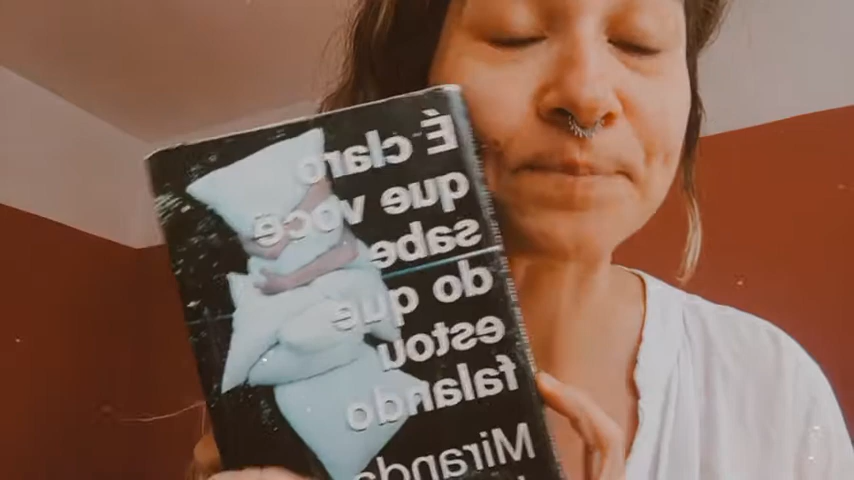 É claro
que você
sabe
do que
estou
falando
Miranda